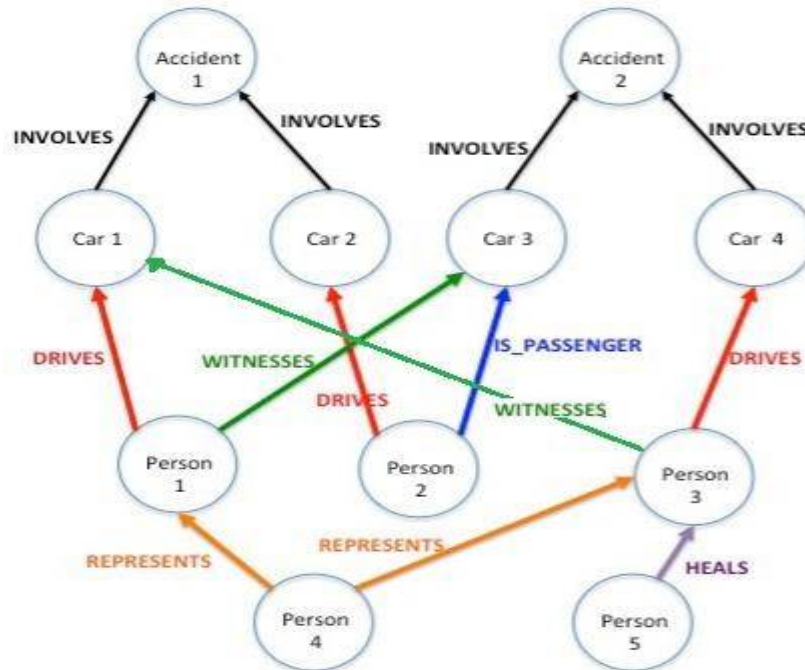 Accident
1
Accident
2
INVOLVES
INVOLVES
INVOLVES
INVOLVES
Car 1
Car 2
Car 3
Car 4
DRIVES
WITNESSES
IS_PASSENGER
DRIVES
DRIVES
WITNESSES
Person
1
Person
2
Person
3
REPRESENTS
REPRESENTS
HEALS
Person
4
Person
5